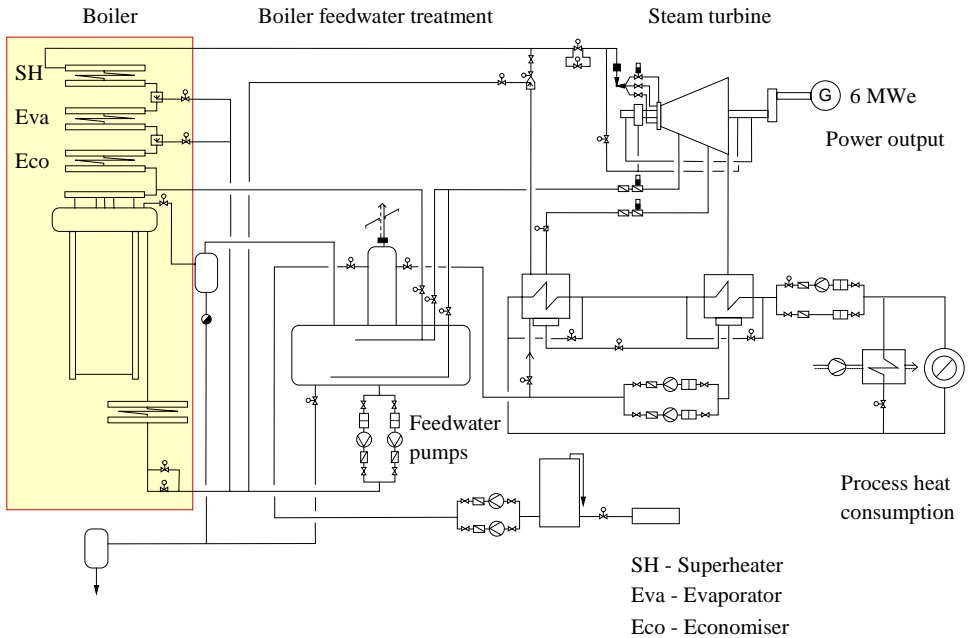 Boiler
Boiler feedwater treatment
Steam turbine
SH
Eva
Eco
G
6 MWe
Power output
Feedwater
pumps
Process heat
consumption
SH - Superheater
Eva - Evaporator
Eco - Economiser